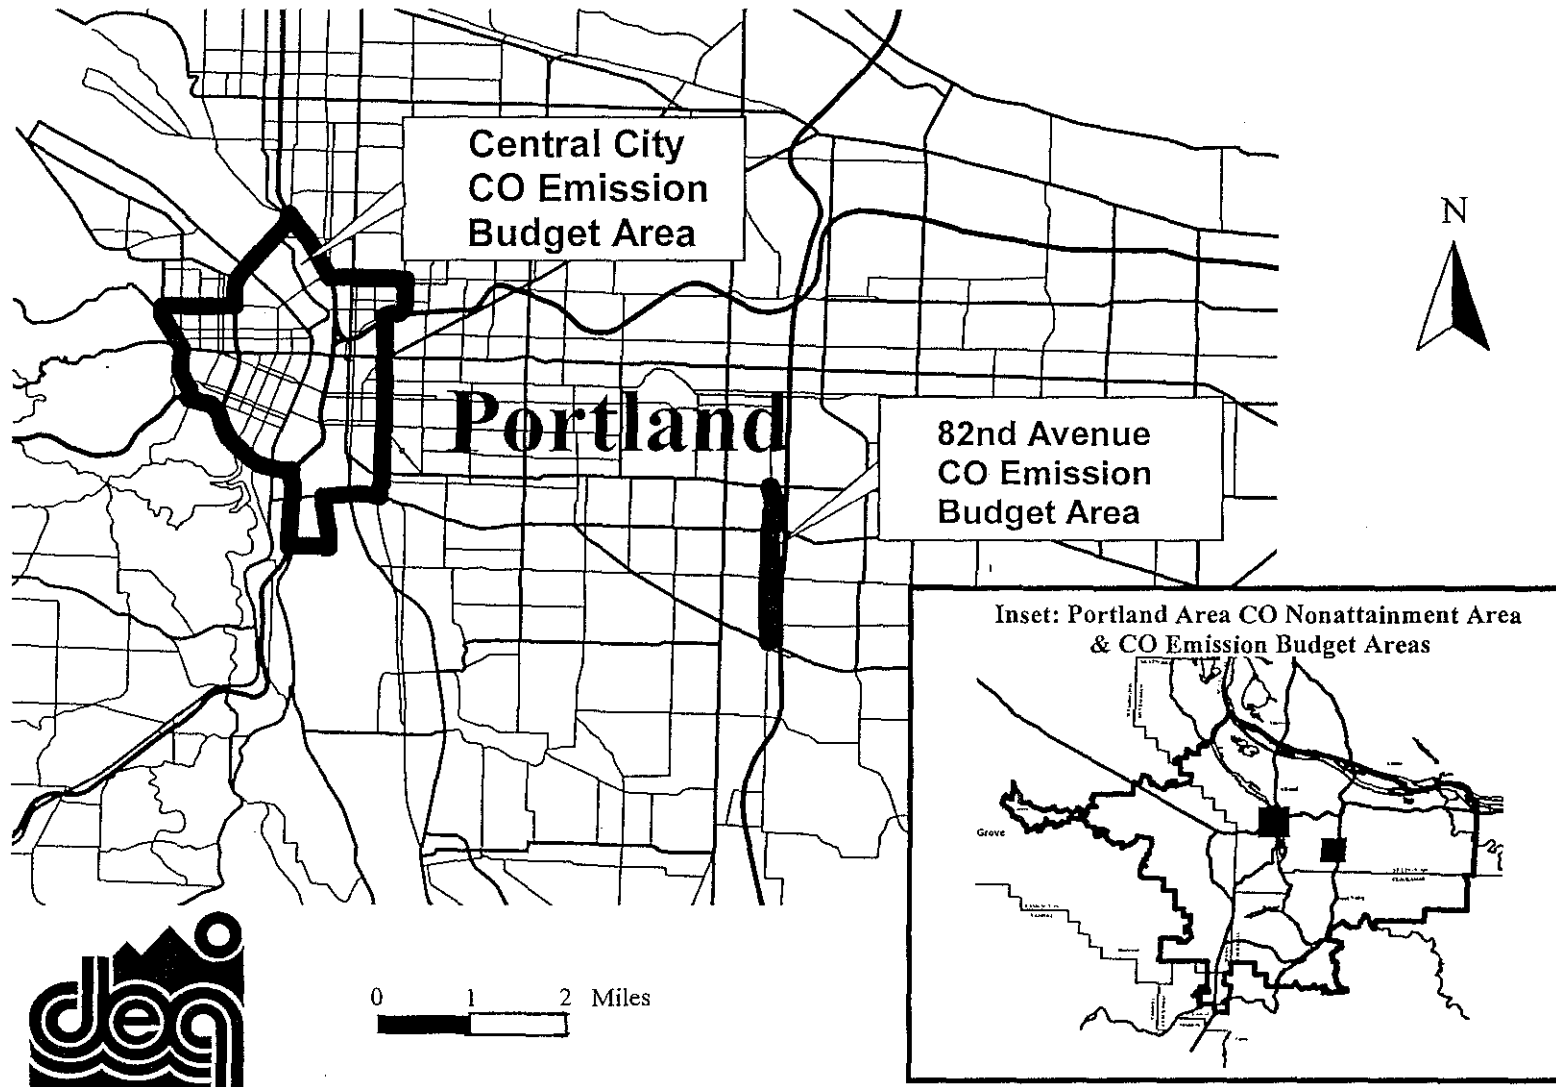 Central City
CO Emission
Budget Area
N
Portland
82nd Avenue
CO Emission
Budget Area
Inset: Portland Area CO Nonattainment Area
& CO Emission Budget Areas
Grove
deq
0 1 2 Miles